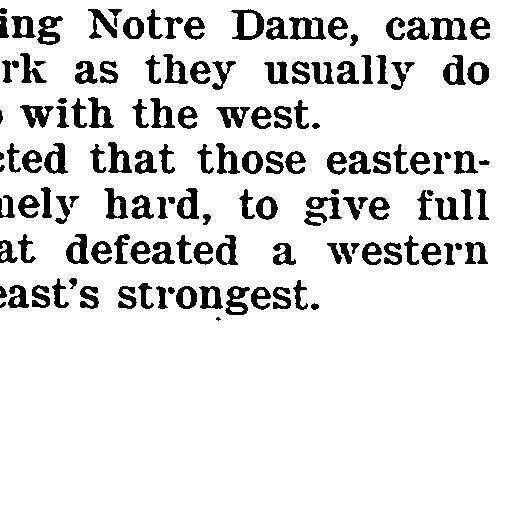 ing Notre Dame, came
rk as they usually do
with the west.
cted that those eastern-
nely hard, to give full
at defeated a western
east's strongest.